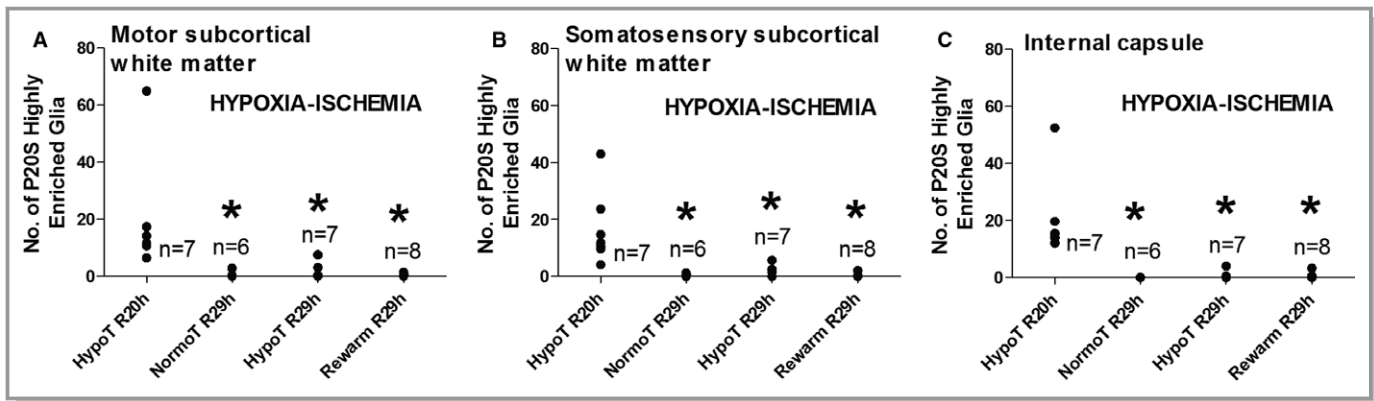 A
Motor subcortical
white matter
HYPOXIA-ISCHEMIA
No. of P20S Highly
Enriched Glia
80
60
40
20
0
n=7
*
n=6
*
n=7
*
n=8
HypoT R20h
NormoT R29h
HypoT R29h
Rewarm R29h
B
Somatosensory subcortical
white matter
HYPOXIA-ISCHEMIA
No. of P20S Highly
Enriched Glia
80
60
40
20
0
n=7
*
n=6
*
n=7
*
n=8
HypoT R20h
NormoT R29h
HypoT R29h
Rewarm R29h
C
Internal capsule
HYPOXIA-ISCHEMIA
No. of P20S Highly
Enriched Glia
80
60
40
20
0
n=7
*
n=6
*
n=7
*
n=8
HypoT R20h
NormoT R29h
HypoT R29h
Rewarm R29h